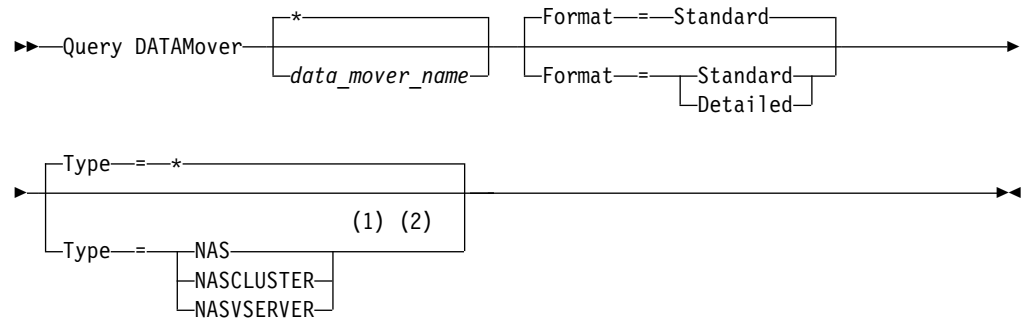 *
Format = Standard
Query DATAMover
data_mover_name
Format = Standard
Detailed
Type = *
(1) (2)
Type = NAS
NASCLUSTER
NASVSERVER